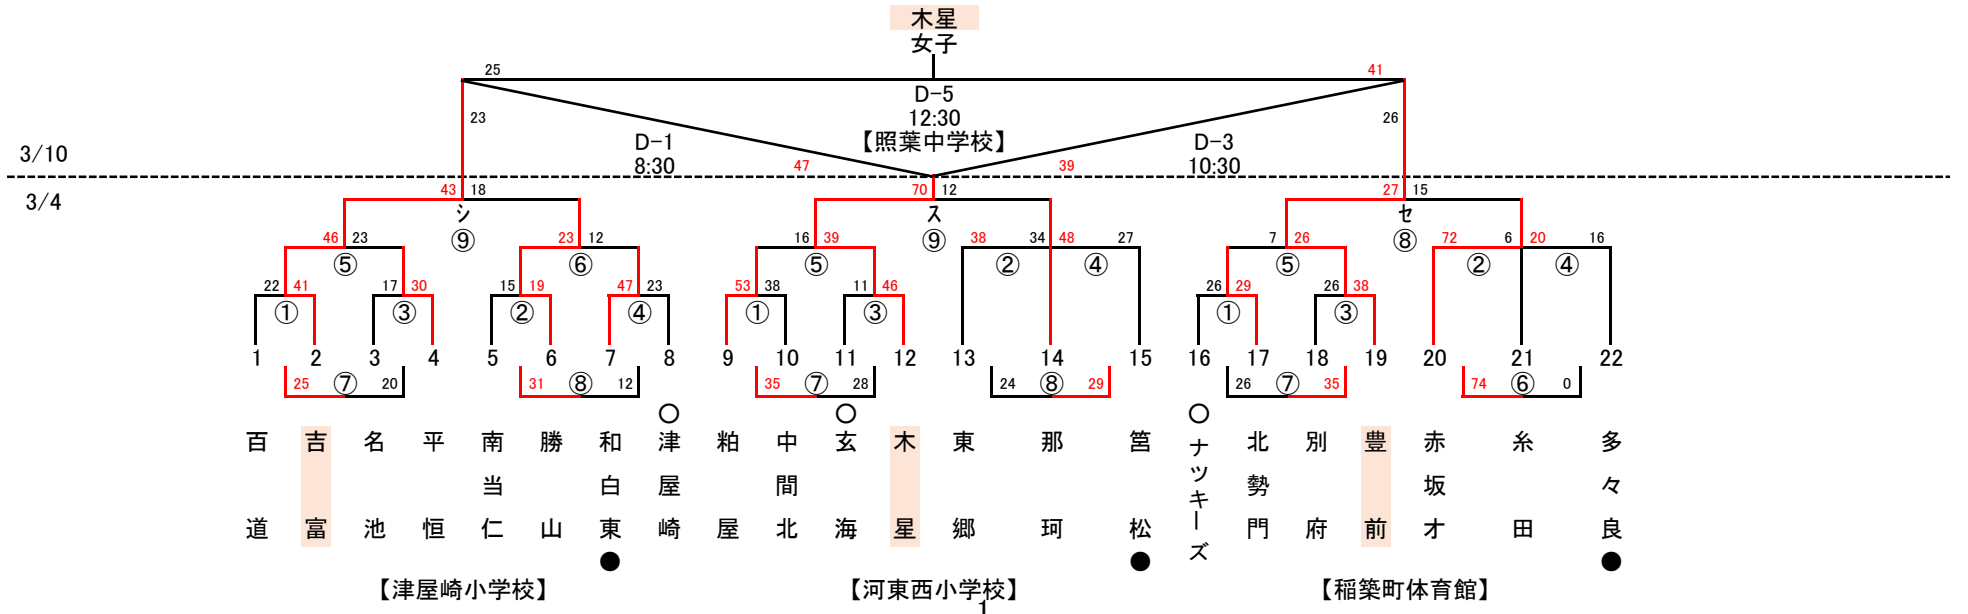 木星
女子
25 41
D-5
23 12:30 26
【照葉中学校】
D-1 D-3
3/10
8:30 47 39 10:30
43 18 70 12 27 15
3/4
シ ス セ
⑨ ⑨ ⑧
46 23 23 12 16 39 38 34 48 27 7 26 72 6 20 16
⑤ ⑥ ⑤ ② ④ ⑤ ② ④
22 41 17 30 15 19 47 23 53 38 11 46 26 29 26 38
① ③ ② ④ ① ③ ① ③
1 2 3 4 5 6 7 8 9 10 11 12 13 14 15 16 17 18 19 20 21 22
25 ⑦ 20 31 ⑧ 12 35 ⑦ 28 24 ⑧ 29 26 ⑦ 35 74 ⑥ 0
○ ○ ○
百道
吉富
名池
平恒
南当仁
勝山
和白東
津屋崎
粕屋
中間北
玄海
木星
東郷
那珂
筥松
ナツキーズ
北勢門
別府
豊前
赤坂才
糸田
多々良
● ● ●
【津屋崎小学校】 【河東西小学校】 【稲築町体育館】
1